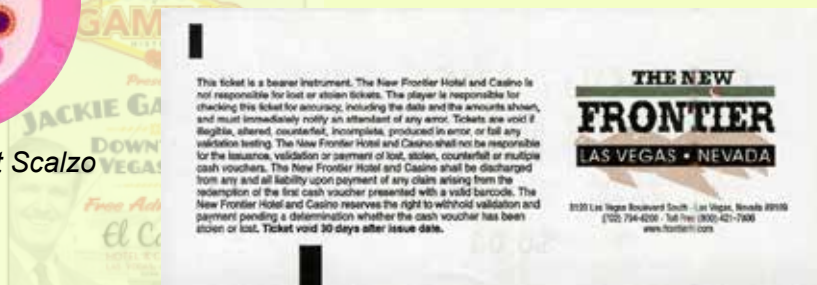 GAM
JACKIE GA
DOWN
VEGAS
t Scalzo
Free Ad
El C
This ticket is a bearer instrument. The New Frontier Hotel and Casino is
not responsible for lost or stolen tickets. The player is responsible for
checking this ticket for accuracy, including the date and the amounts shown,
and must immediately notify an attendant of any error. Tickets are void if
illegible, altered, counterfeit, incomplete, produced in error, or fail any
validation testing. The New Frontier Hotel and Casino shall not be responsible
for the issuance, validation or payment of lost, stolen, counterfeit or multiple
cash vouchers. The New Frontier Hotel and Casino shall be discharged
from any and all liability upon payment of any claim arising from the
redemption of the first cash voucher presented with a valid barcode. The
New Frontier Hotel and Casino reserves the right to withhold validation and
payment pending a determination whether the cash voucher has been
stolen or lost. Ticket void 30 days after issue date.
THE NEW
FRONTIER
LAS VEGAS • NEVADA
Las Vegas Boulevard South - Las Vegas, Nevada 89109
(702) 794-8200 - Toll Free (800) 421-7806